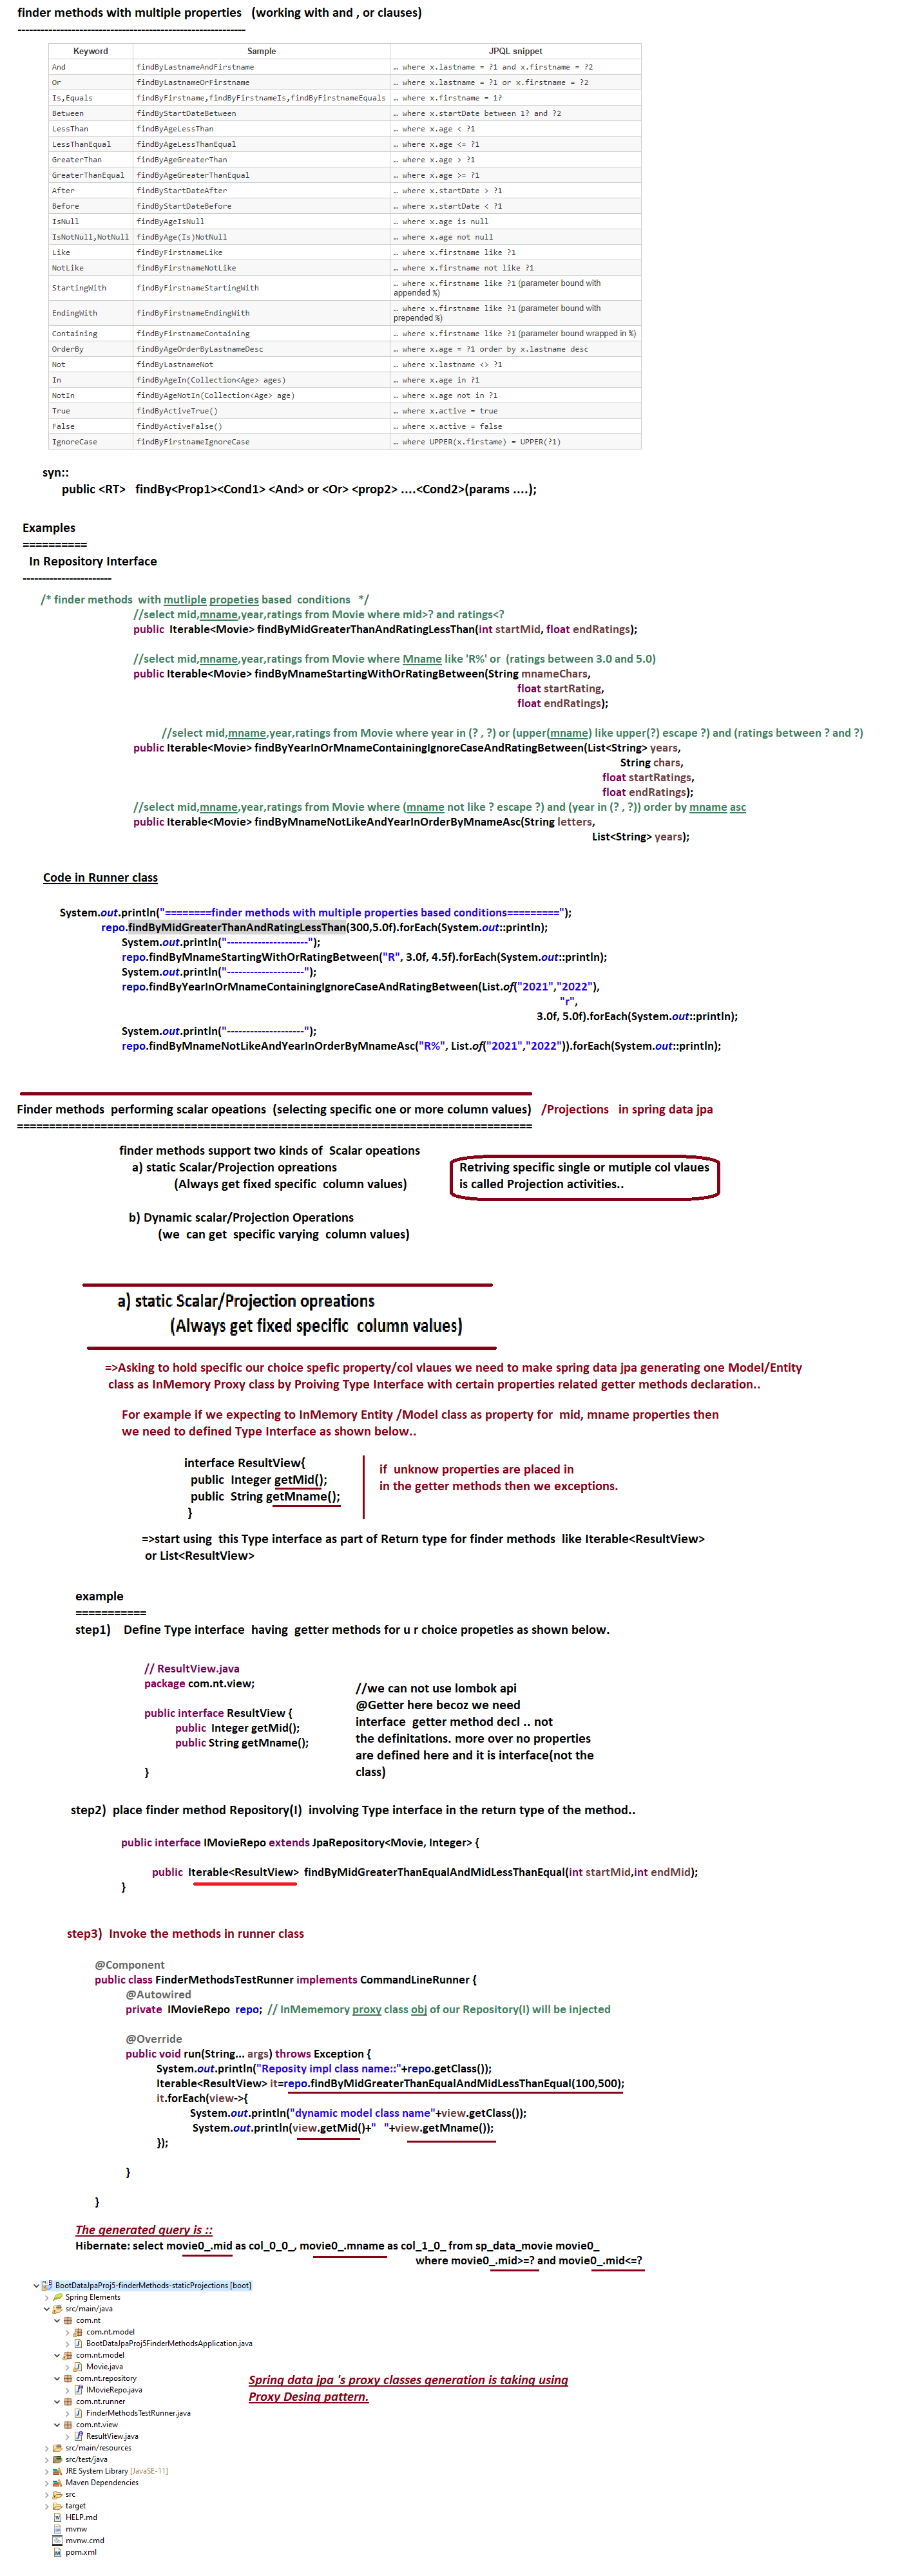 finder methods with multiple properties (working with and , or clauses)
------------------------------------------------------------
Keyword Sample JPQL snippet
And findByLastnameAndFirstname … where x.lastname = ?1 and x.firstname = ?2
Or findByLastnameOrFirstname … where x.lastname = ?1 or x.firstname = ?2
Is,Equals findByFirstname,findByFirstnameIs,findByFirstnameEquals … where x.firstname = 1?
Between findByStartDateBetween … where x.startDate between 1? and ?2
LessThan findByAgeLessThan … where x.age < ?1
LessThanEqual findByAgeLessThanEqual … where x.age <= ?1
GreaterThan findByAgeGreaterThan … where x.age > ?1
GreaterThanEqual findByAgeGreaterThanEqual … where x.age >= ?1
After findByStartDateAfter … where x.startDate > ?1
Before findByStartDateBefore … where x.startDate < ?1
IsNull findByAgeIsNull … where x.age is null
IsNotNull,NotNull findByAge(Is)NotNull … where x.age not null
Like findByFirstnameLike … where x.firstname like ?1
NotLike findByFirstnameNotLike … where x.firstname not like ?1
StartingWith findByFirstnameStartingWith … where x.firstname like ?1 (parameter bound with
appended %)
EndingWith findByFirstnameEndingWith … where x.firstname like ?1 (parameter bound with
prepended %)
Containing findByFirstnameContaining … where x.firstname like ?1 (parameter bound wrapped in %)
OrderBy findByAgeOrderByLastnameDesc … where x.age = ?1 order by x.lastname desc
Not findByLastnameNot … where x.lastname <> ?1
In findByAgeIn(Collection<Age> ages) … where x.age in ?1
NotIn findByAgeNotIn(Collection<Age> age) … where x.age not in ?1
True findByActiveTrue() … where x.active = true
False findByActiveFalse() … where x.active = false
IgnoreCase findByFirstnameIgnoreCase … where UPPER(x.firstame) = UPPER(?1)
syn::
public <RT> findBy<Prop1><Cond1> <And> or <Or> <prop2> ....<Cond2>(params ....);
Examples
==========
In Repository Interface
-----------------------
/* finder methods with mutliple propeties based conditions */
//select mid,mname,year,ratings from Movie where mid>? and ratings<?
public Iterable<Movie> findByMidGreaterThanAndRatingLessThan(int startMid, float endRatings);
//select mid,mname,year,ratings from Movie where Mname like 'R%' or (ratings between 3.0 and 5.0)
public Iterable<Movie> findByMnameStartingWithOrRatingBetween(String mnameChars,
float startRating,
float endRatings);
//select mid,mname,year,ratings from Movie where year in (? , ?) or (upper(mname) like upper(?) escape ?) and (ratings between ? and ?)
public Iterable<Movie> findByYearInOrMnameContainingIgnoreCaseAndRatingBetween(List<String> years,
String chars,
float startRatings,
float endRatings);
//select mid,mname,year,ratings from Movie where (mname not like ? escape ?) and (year in (? , ?)) order by mname asc
public Iterable<Movie> findByMnameNotLikeAndYearInOrderByMnameAsc(String letters,
List<String> years);
Code in Runner class
System.out.println("========finder methods with multiple properties based conditions=========");
repo.findByMidGreaterThanAndRatingLessThan(300,5.0f).forEach(System.out::println);
System.out.println("---------------------");
repo.findByMnameStartingWithOrRatingBetween("R", 3.0f, 4.5f).forEach(System.out::println);
System.out.println("--------------------");
repo.findByYearInOrMnameContainingIgnoreCaseAndRatingBetween(List.of("2021","2022"),
"r",
3.0f, 5.0f).forEach(System.out::println);
System.out.println("--------------------");
repo.findByMnameNotLikeAndYearInOrderByMnameAsc("R%", List.of("2021","2022")).forEach(System.out::println);
Finder methods performing scalar opeations (selecting specific one or more column values) /Projections in spring data jpa
================================================================================
finder methods support two kinds of Scalar opeations
a) static Scalar/Projection opreations
(Always get fixed specific column values)
Retriving specific single or mutiple col vlaues
is called Projection activities..
b) Dynamic scalar/Projection Operations
(we can get specific varying column values)
a) static Scalar/Projection opreations
(Always get fixed specific column values)
=>Asking to hold specific our choice spefic property/col vlaues we need to make spring data jpa generating one Model/Entity
class as InMemory Proxy class by Proiving Type Interface with certain properties related getter methods declaration..
For example if we expecting to InMemory Entity /Model class as property for mid, mname properties then
we need to defined Type Interface as shown below..
interface ResultView{
public Integer getMid();
public String getMname();
}
if unknow properties are placed in
in the getter methods then we exceptions.
=>start using this Type interface as part of Return type for finder methods like Iterable<ResultView>
or List<ResultView>
example
===========
step1) Define Type interface having getter methods for u r choice propeties as shown below.
// ResultView.java
package com.nt.view;
public interface ResultView {
public Integer getMid();
public String getMname();
}
//we can not use lombok api
@Getter here becoz we need
interface getter method decl .. not
the definitations. more over no properties
are defined here and it is interface(not the
class)
step2) place finder method Repository(I) involving Type interface in the return type of the method..
public interface IMovieRepo extends JpaRepository<Movie, Integer> {
public Iterable<ResultView> findByMidGreaterThanEqualAndMidLessThanEqual(int startMid,int endMid);
}
step3) Invoke the methods in runner class
@Component
public class FinderMethodsTestRunner implements CommandLineRunner {
@Autowired
private IMovieRepo repo; // InMememory proxy class obj of our Repository(I) will be injected
@Override
public void run(String... args) throws Exception {
System.out.println("Reposity impl class name::"+repo.getClass());
Iterable<ResultView> it=repo.findByMidGreaterThanEqualAndMidLessThanEqual(100,500);
it.forEach(view->{
System.out.println("dynamic model class name"+view.getClass());
System.out.println(view.getMid()+" "+view.getMname());
});
}
}
The generated query is ::
Hibernate: select movie0_.mid as col_0_0_, movie0_.mname as col_1_0_ from sp_data_movie movie0_
where movie0_.mid>=? and movie0_.mid<=?
BootDataJpaProj5-finderMethods-staticProjections [boot]
Spring Elements
src/main/java
com.nt
com.nt.model
BootDataJpaProj5FinderMethodsApplication.java
com.nt.model
Movie.java
com.nt.repository
IMovieRepo.java
com.nt.runner
FinderMethodsTestRunner.java
com.nt.view
ResultView.java
src/main/resources
src/test/java
JRE System Library [JavaSE-11]
Maven Dependencies
src
target
HELP.md
mvnw
mvnw.cmd
pom.xml
Spring data jpa 's proxy classes generation is taking using
Proxy Desing pattern.